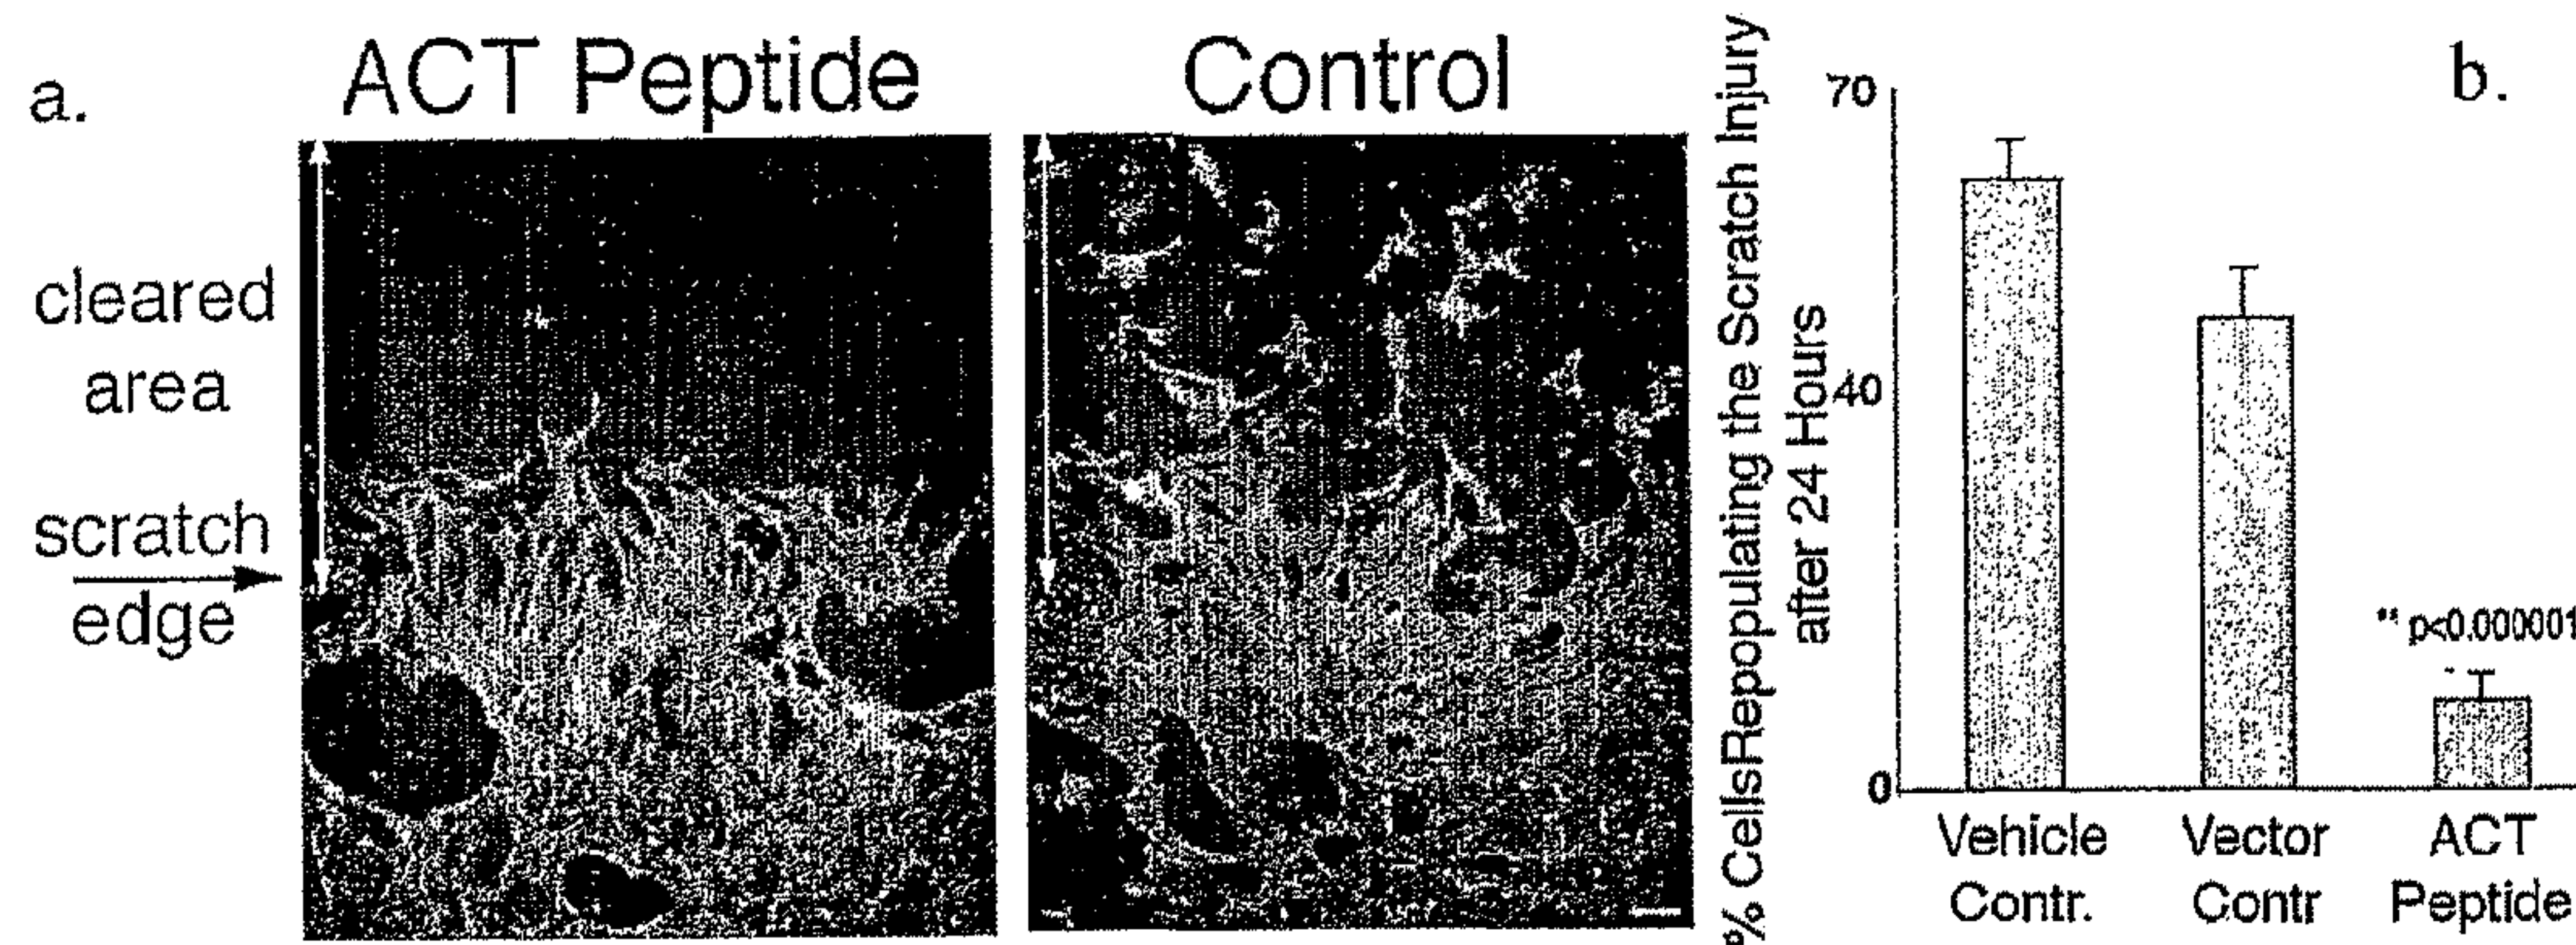 a.
ACT Peptide
Control
cleared
area
scratch
edge
% CellsRepopulating the Scratch Injury
after 24 Hours
b.
70
40
0
** p<0.000001
Vehicle
Contr.
Vector
Contr
ACT
Peptide